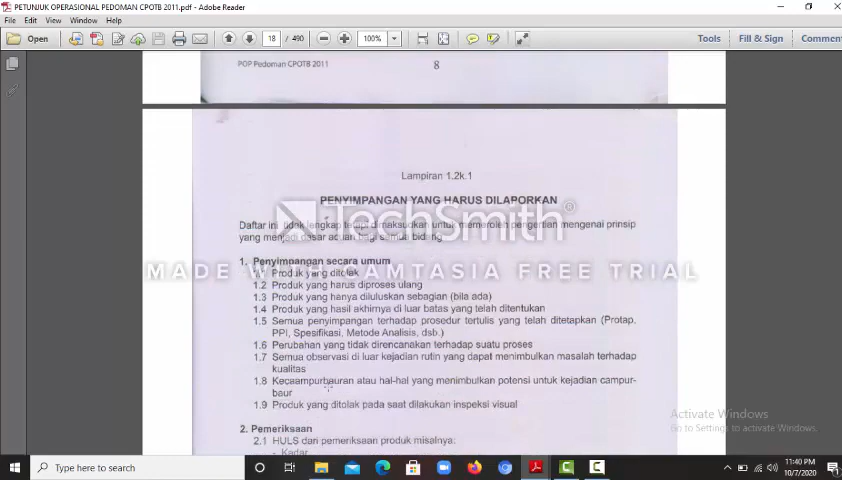 PETUNJUK OPERASIONAL PEDOMAN CPOTB 2011.pdf - Adobe Reader
File Edit View Window Help
Open 18 / 490 100% Tools Fill & Sign Comment
POP Pedoman CPOTB 2011 8
Lampiran 1.2k.1
PENYIMPANGAN YANG HARUS DILAPORKAN
TechSmith®
Daftar ini tidak lengkap tetapi dimaksudkan untuk memeroleh pengertian mengenai prinsip
yang menjadi dasar acuan bagi semua bidang
MADE WITH CAMTASIA FREE TRIAL
1. Penyimpangan secara umum
1.1 Produk yang ditolak
1.2 Produk yang harus diproses ulang
1.3 Produk yang hanya diluluskan sebagian (bila ada)
1.4 Produk yang hasil akhirnya di luar batas yang telah ditentukan
1.5 Semua penyimpangan terhadap prosedur tertulis yang telah ditetapkan (Protap,
PPI, Spesifikasi, Metode Analisis, dsb.)
1.6 Perubahan yang tidak direncanakan terhadap suatu proses
1.7 Semua observasi di luar kejadian rutin yang dapat menimbulkan masalah terhadap
kualitas
1.8 Kecaampurbauran atau hal-hal yang menimbulkan potensi untuk kejadian campur-
baur
1.9 Produk yang ditolak pada saat dilakukan inspeksi visual
2. Pemeriksaan
2.1 HULS dari pemeriksaan produk misalnya:
- Kadar
Activate Windows
Go to Settings to activate Windows.
Type here to search
11:40 PM
10/7/2020